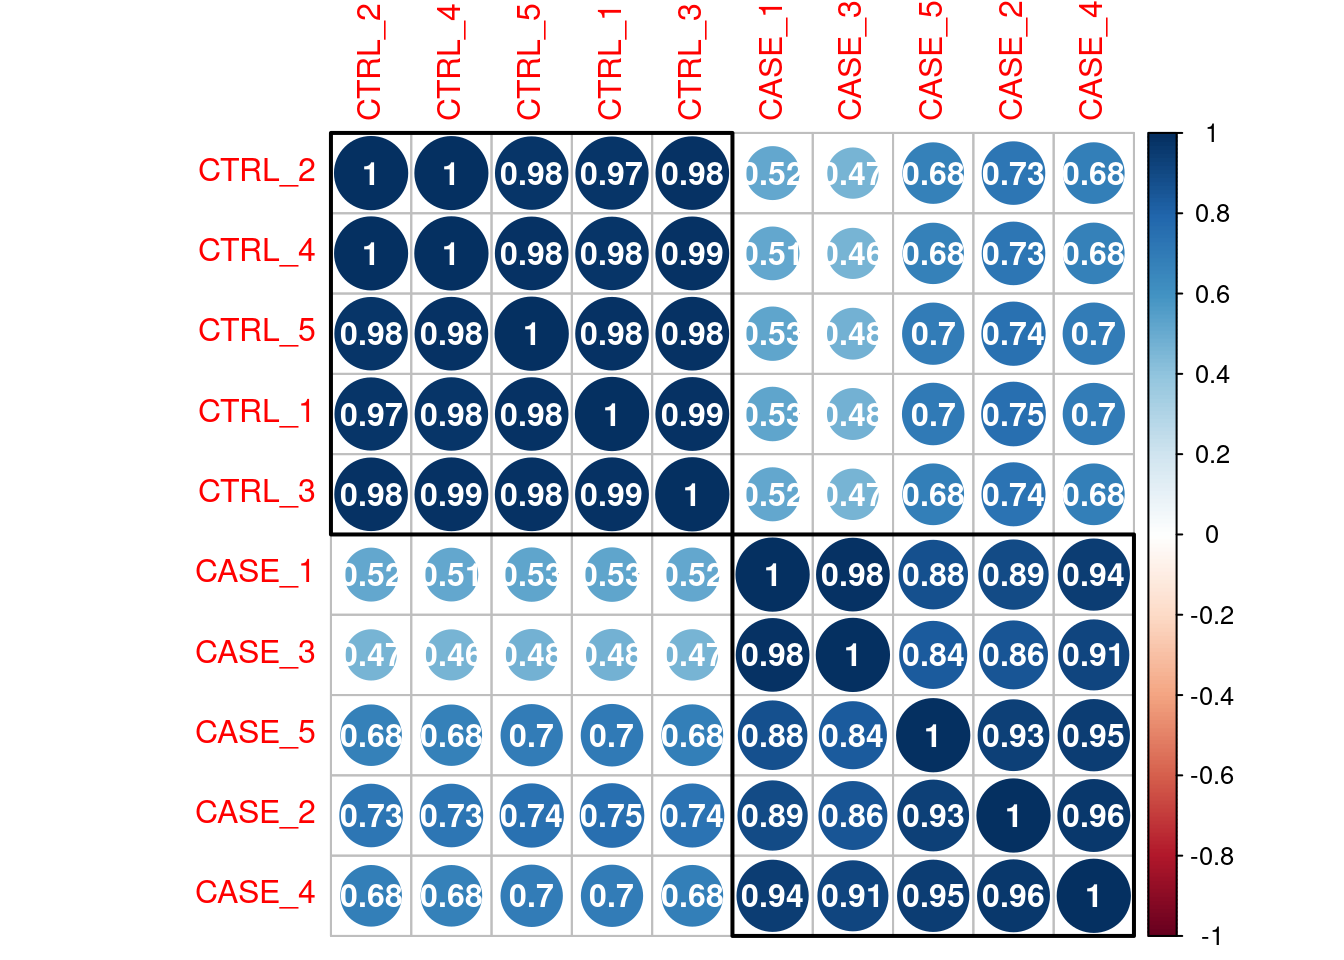 CTRL_2 CTRL_4 CTRL_5 CTRL_1 CTRL_3 CASE_1 CASE_3 CASE_5 CASE_2 CASE_4
CTRL_2 1 1 0.98 0.97 0.98 0.52 0.47 0.68 0.73 0.68
CTRL_4 1 1 0.98 0.98 0.99 0.51 0.46 0.68 0.73 0.68
CTRL_5 0.98 0.98 1 0.98 0.98 0.53 0.48 0.7 0.74 0.7
CTRL_1 0.97 0.98 0.98 1 0.99 0.53 0.48 0.7 0.75 0.7
CTRL_3 0.98 0.99 0.98 0.99 1 0.52 0.47 0.68 0.74 0.68
CASE_1 0.52 0.51 0.53 0.53 0.52 1 0.98 0.88 0.89 0.94
CASE_3 0.47 0.46 0.48 0.48 0.47 0.98 1 0.84 0.86 0.91
CASE_5 0.68 0.68 0.7 0.7 0.68 0.88 0.84 1 0.93 0.95
CASE_2 0.73 0.73 0.74 0.75 0.74 0.89 0.86 0.93 1 0.96
CASE_4 0.68 0.68 0.7 0.7 0.68 0.94 0.91 0.95 0.96 1
1
0.8
0.6
0.4
0.2
0
-0.2
-0.4
-0.6
-0.8
-1